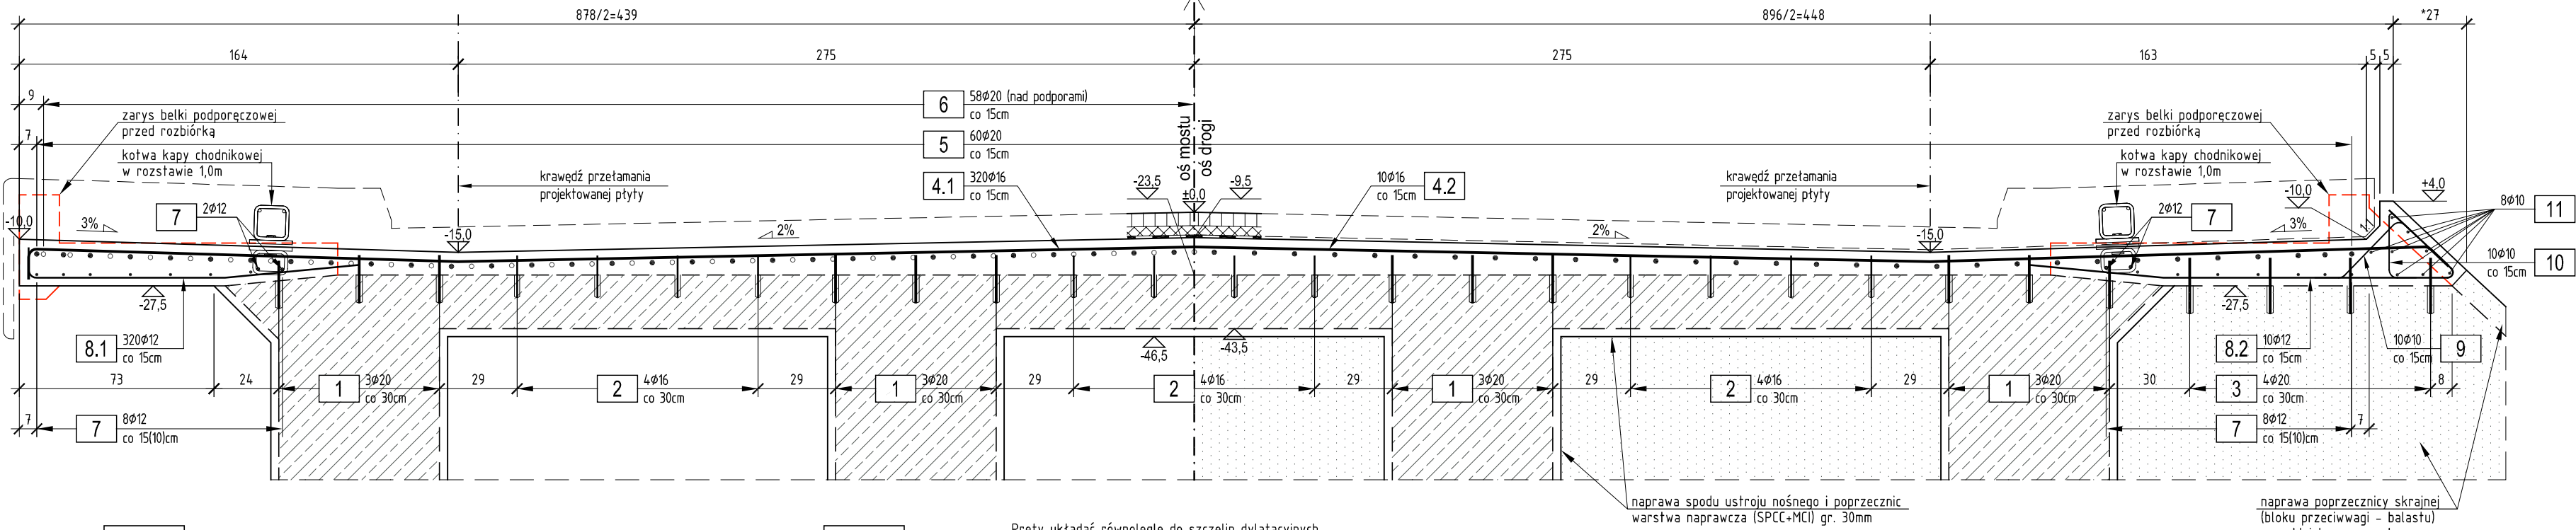 878/2=439
896/2=448
*27
164
275
275
163
5
5
9
6
58ø20 (nad podporami)
co 15cm
zarys belki podporęczowej
przed rozbiórką
zarys belki podporęczowej
przed rozbiórką
7
5
60ø20
co 15cm
oś mostu
oś drogi
kotwa kapy chodnikowej
w rozstawie 1,0m
krawędź przełamania
projektowanej płyty
4.1
320ø16
co 15cm
-23,5
±0,0
-9,5
10ø16
co 15cm
4.2
krawędź przełamania
projektowanej płyty
kotwa kapy chodnikowej
w rozstawie 1,0m
-10,0
+4,0
8ø10
11
-10,0
3%
7
2ø12
-15,0
2%
2%
-15,0
2ø12
7
3%
10ø10
co 15cm
10
-27,5
-27,5
8.1
320ø12
co 15cm
-46,5
-43,5
8.2
10ø12
co 15cm
10ø10
co 15cm
9
73
24
1
3ø20
co 30cm
29
2
4ø16
co 30cm
29
1
3ø20
co 30cm
29
2
4ø16
co 30cm
29
1
3ø20
co 30cm
29
2
4ø16
co 30cm
29
1
3ø20
co 30cm
30
3
4ø20
co 30cm
8
7
7
8ø12
co 15(10)cm
7
8ø12
co 15(10)cm
7
naprawa spodu ustroju nośnego i poprzecznic
warstwa naprawcza (SPCC+MCI) gr. 30mm
naprawa poprzecznicy skrajnej
(bloku przeciwwagi - balastu)
Pręty układać równolegle do szczelin dylatacyjnych